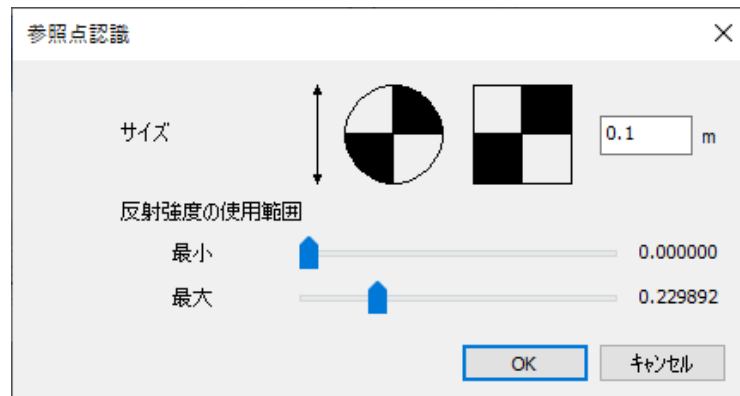 参照点認識
サイズ 0.1 m
反射強度の使用範囲
最小 0.000000
最大 0.229892
OK キャンセル